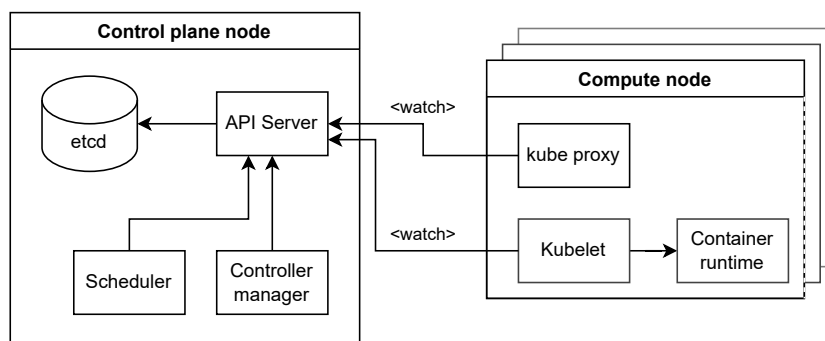 Control plane node
etcd
API Server
Scheduler
Controller
manager
<watch>
<watch>
Compute node
kube proxy
Kubelet
Container
runtime